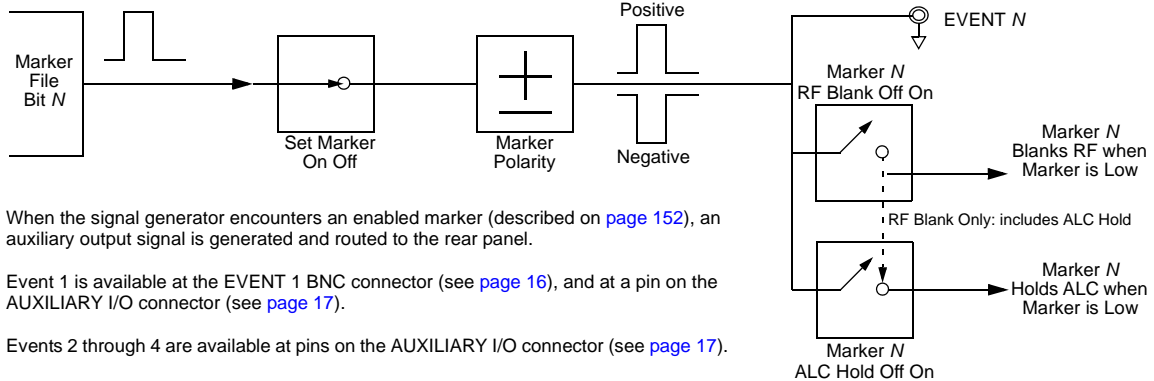 Positive
EVENT N
Marker
File
Bit N
Marker N
RF Blank Off On
Set Marker
On Off
Marker
Polarity
Negative
Marker N
Blanks RF when
Marker is Low
When the signal generator encounters an enabled marker (described on page 152), an
auxiliary output signal is generated and routed to the rear panel.
RF Blank Only: includes ALC Hold
Event 1 is available at the EVENT 1 BNC connector (see page 16), and at a pin on the
AUXILIARY I/O connector (see page 17).
Marker N
Holds ALC when
Marker is Low
Events 2 through 4 are available at pins on the AUXILIARY I/O connector (see page 17).
Marker N
ALC Hold Off On